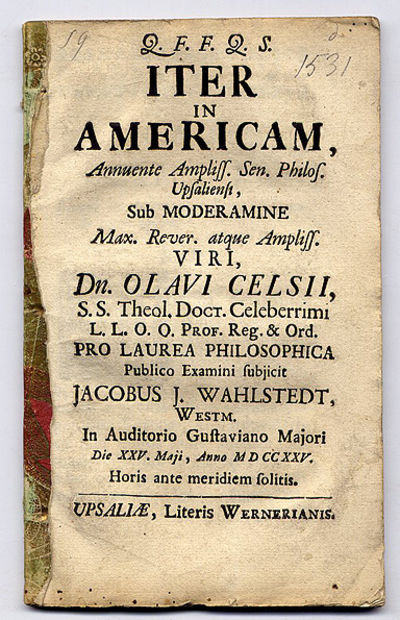 19
d.
1531
Q. F. F. Q. S.
ITER
IN
AMERICAM,
Annuente Ampliſſ. Sen. Philoſ.
Upſalienſi,
Sub MODERAMINE
Max. Rever. atque Ampliſſ.
VIRI,
Dn. OLAVI CELSII,
S. S. Theol. Doct. Celeberrimi
L. L. O. O. Prof. Reg. & Ord.
PRO LAUREA PHILOSOPHICA
Publico Examini ſubjicit
JACOBUS J. WAHLSTEDT,
Westm.
In Auditorio Guſtaviano Majori
Die XXV. Maji, Anno MDCCXXV.
Horis ante meridiem ſolitis.
UPSALIÆ, Literis Wernerianis.